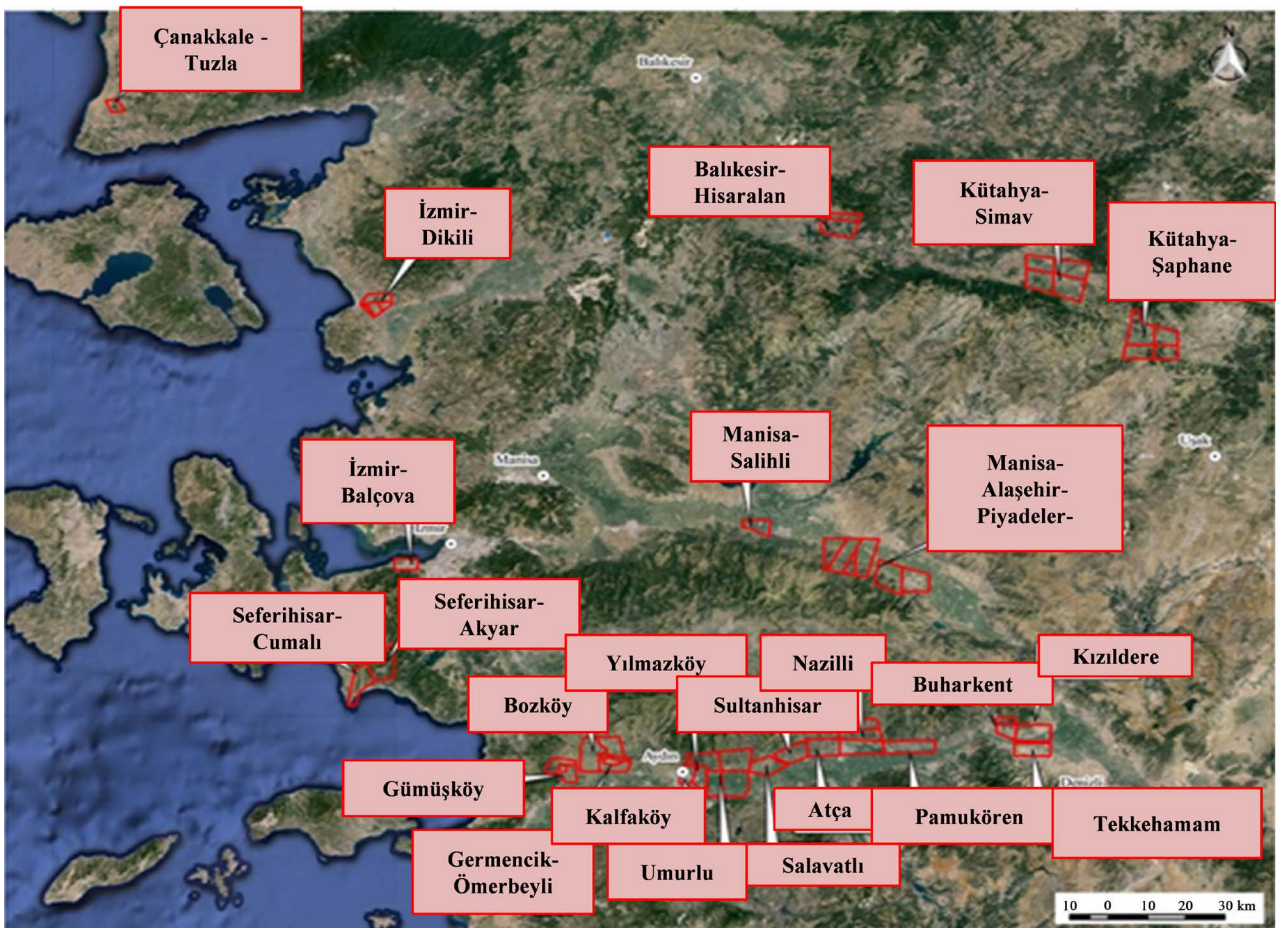 Çanakkale -
Tuzla
N
Balıkesir
Balıkesir-
Hisaralan
Kütahya-
Simav
İzmir-
Dikili
Kütahya-
Şaphane
Manisa-
Salihli
Uşak
Manisa
İzmir-
Balçova
Manisa-
Alaşehir-
Piyadeler-
İzmir
Seferihisar-
Akyar
Seferihisar-
Cumalı
Yılmazköy
Nazilli
Kızıldere
Buharkent
Bozköy
Sultanhisar
Aydın
Gümüşköy
Denizli
Kalfaköy
Atça
Pamukören
Tekkehamam
Germencik-
Ömerbeyli
Umurlu
Salavatlı
10 0 10 20 30 km